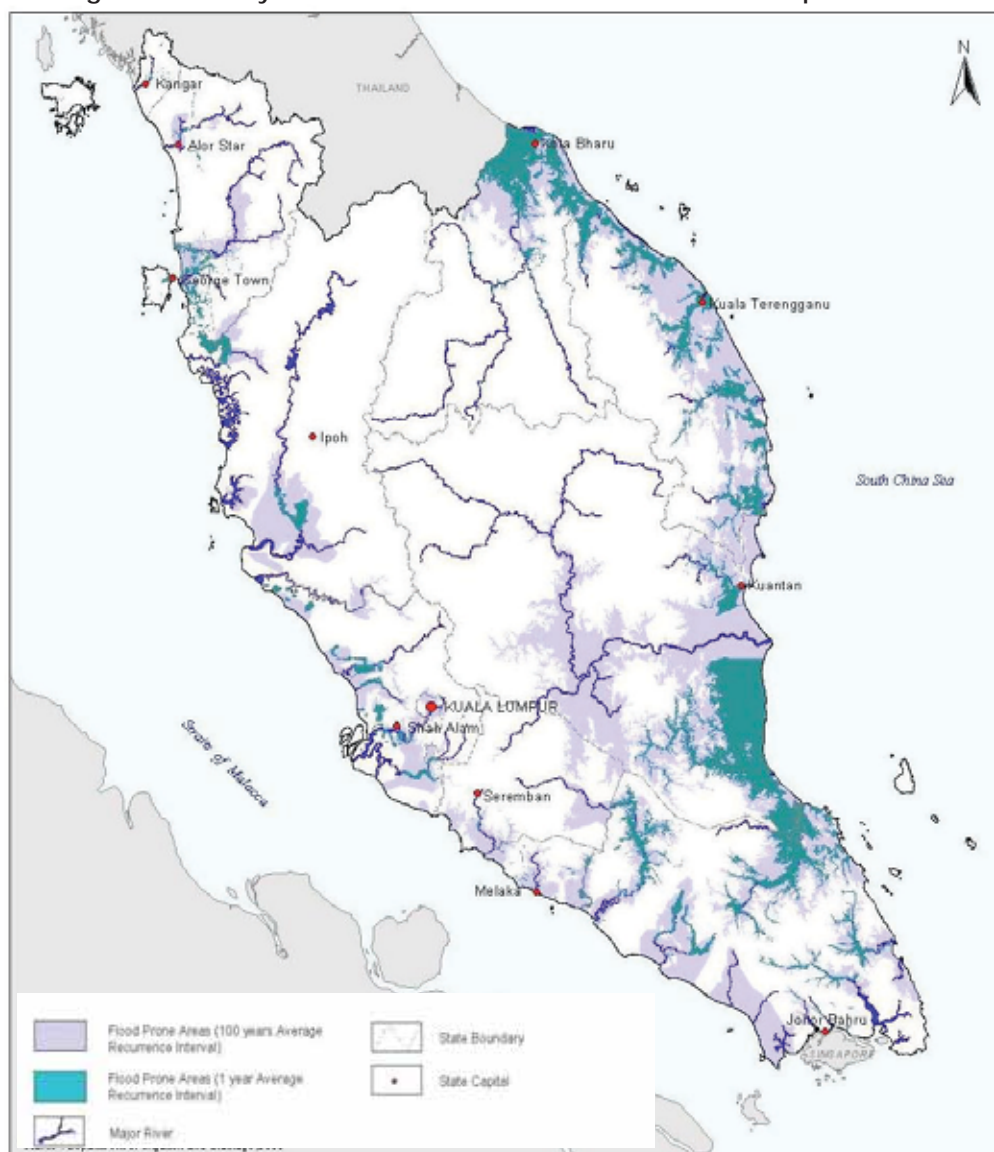 N
THAILAND
Kangar
Alor Star
Kota Bharu
George Town
Kuala Terengganu
Ipoh
South China Sea
Kuantan
KUALA LUMPUR
Shah Alam
Straits of Malacca
Seremban
Melaka
Johor Bahru
SINGAPORE
Flood Prone Areas (100 years Average
Recurrence Interval)
State Boundary
Flood Prone Areas (1 year Average
Recurrence Interval)
State Capital
Major River